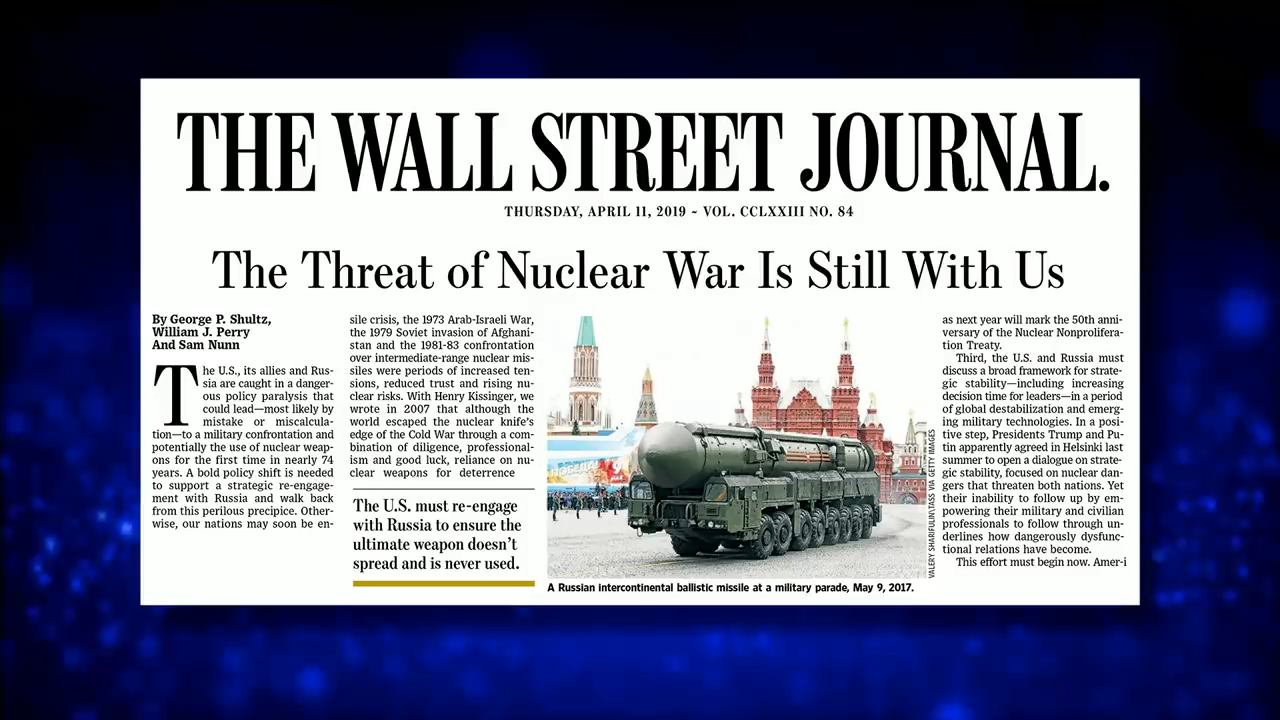 THE WALL STREET JOURNAL.
THURSDAY, APRIL 11, 2019 ~ VOL. CCLXXIII NO. 84
The Threat of Nuclear War Is Still With Us
By George P. Shultz,
William J. Perry
And Sam Nunn
The U.S., its allies and Rus-
sia are caught in a danger-
ous policy paralysis that
could lead—most likely by
mistake or miscalcula-
tion—to a military confrontation and
potentially the use of nuclear weap-
ons for the first time in nearly 74
years. A bold policy shift is needed
to support a strategic re-engage-
ment with Russia and walk back
from this perilous precipice. Other-
wise, our nations may soon be en-
sile crisis, the 1973 Arab-Israeli War,
the 1979 Soviet invasion of Afghani-
stan and the 1981-83 confrontation
over intermediate-range nuclear mis-
siles were periods of increased ten-
sions, reduced trust and rising nu-
clear risks. With Henry Kissinger, we
wrote in 2007 that although the
world escaped the nuclear knife's
edge of the Cold War through a com-
bination of diligence, professional-
ism and good luck, reliance on nu-
clear weapons for deterrence
The U.S. must re-engage
with Russia to ensure the
ultimate weapon doesn't
spread and is never used.
VALERY SHARIFULIN\TASS VIA GETTY IMAGES
A Russian intercontinental ballistic missile at a military parade, May 9, 2017.
as next year will mark the 50th anni-
versary of the Nuclear Nonprolifera-
tion Treaty.
Third, the U.S. and Russia must
discuss a broad framework for strate-
gic stability—including increasing
decision time for leaders—in a period
of global destabilization and emerg-
ing military technologies. In a posi-
tive step, Presidents Trump and Pu-
tin apparently agreed in Helsinki last
summer to open a dialogue on strate-
gic stability, focused on nuclear dan-
gers that threaten both nations. Yet
their inability to follow up by em-
powering their military and civilian
professionals to follow through un-
derlines how dangerously dysfunc-
tional relations have become.
This effort must begin now. Amer-i